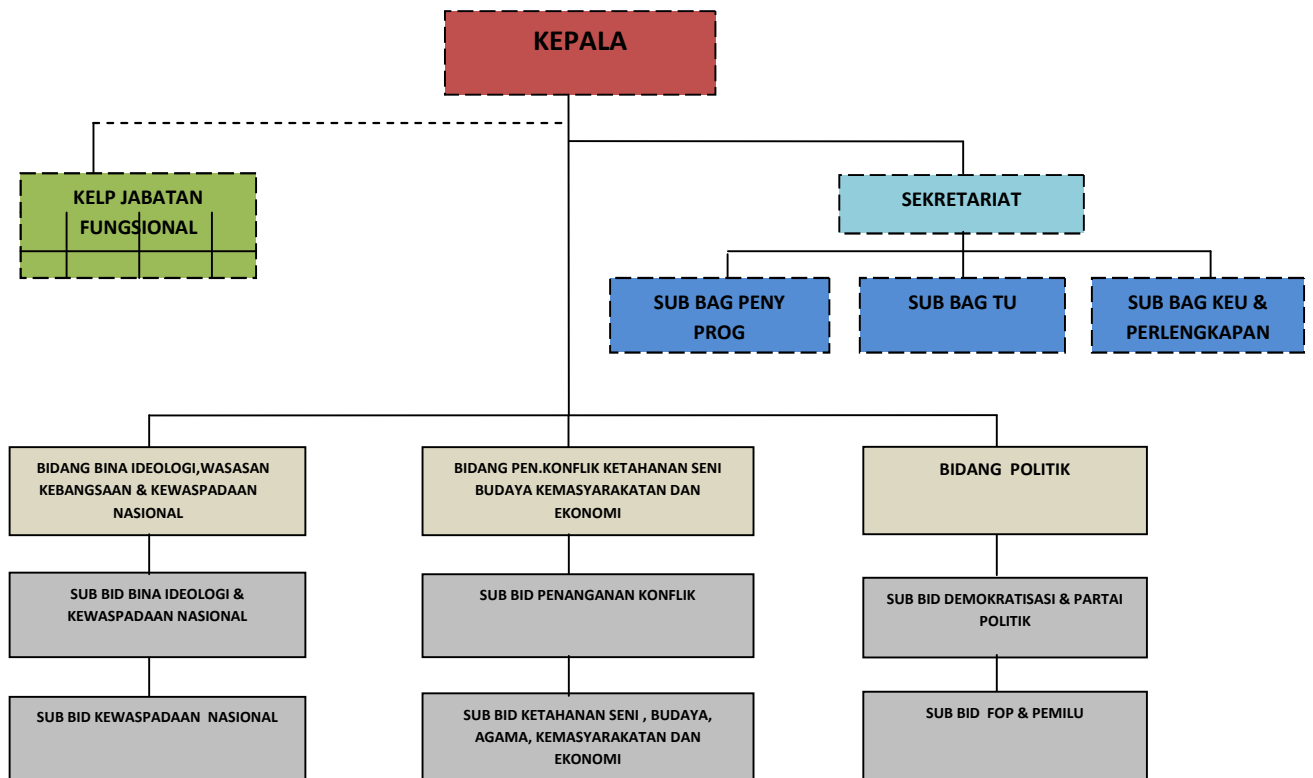 KEPALA
KELP JABATAN
FUNGSIONAL
SEKRETARIAT
SUB BAG PENY
PROG
SUB BAG TU
SUB BAG KEU &
PERLENGKAPAN
BIDANG BINA IDEOLOGI,WASASAN
KEBANGSAAN & KEWASPADAAN
NASIONAL
BIDANG PEN.KONFLIK KETAHANAN SENI
BUDAYA KEMASYARAKATAN DAN
EKONOMI
BIDANG POLITIK
SUB BID BINA IDEOLOGI &
KEWASPADAAN NASIONAL
SUB BID PENANGANAN KONFLIK
SUB BID DEMOKRATISASI & PARTAI
POLITIK
SUB BID KEWASPADAAN NASIONAL
SUB BID KETAHANAN SENI , BUDAYA,
AGAMA, KEMASYARAKATAN DAN
EKONOMI
SUB BID FOP & PEMILU